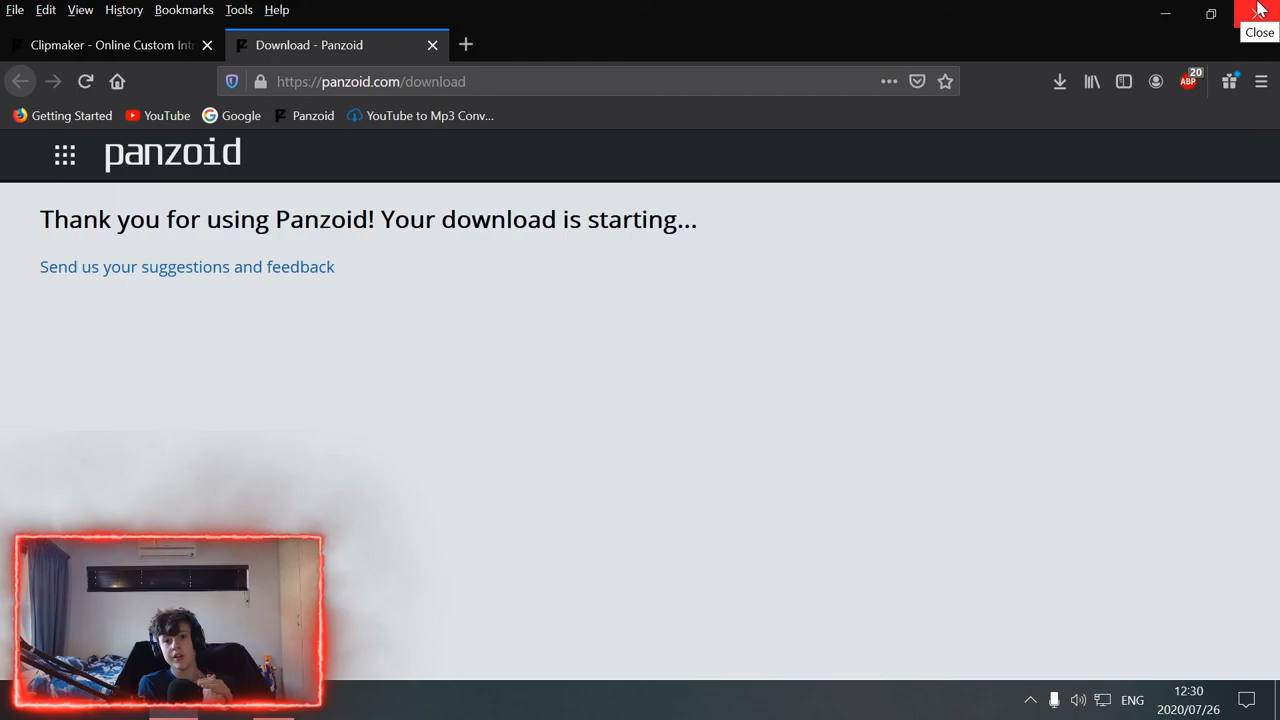 File Edit View History Bookmarks Tools Help
Close
Clipmaker - Online Custom Int
Download - Panzoid
https://panzoid.com/download
ABP 20
Getting Started YouTube Google Panzoid YouTube to Mp3 Conv...
panzoid
Thank you for using Panzoid! Your download is starting...
Send us your suggestions and feedback
ENG
12:30
2020/07/26